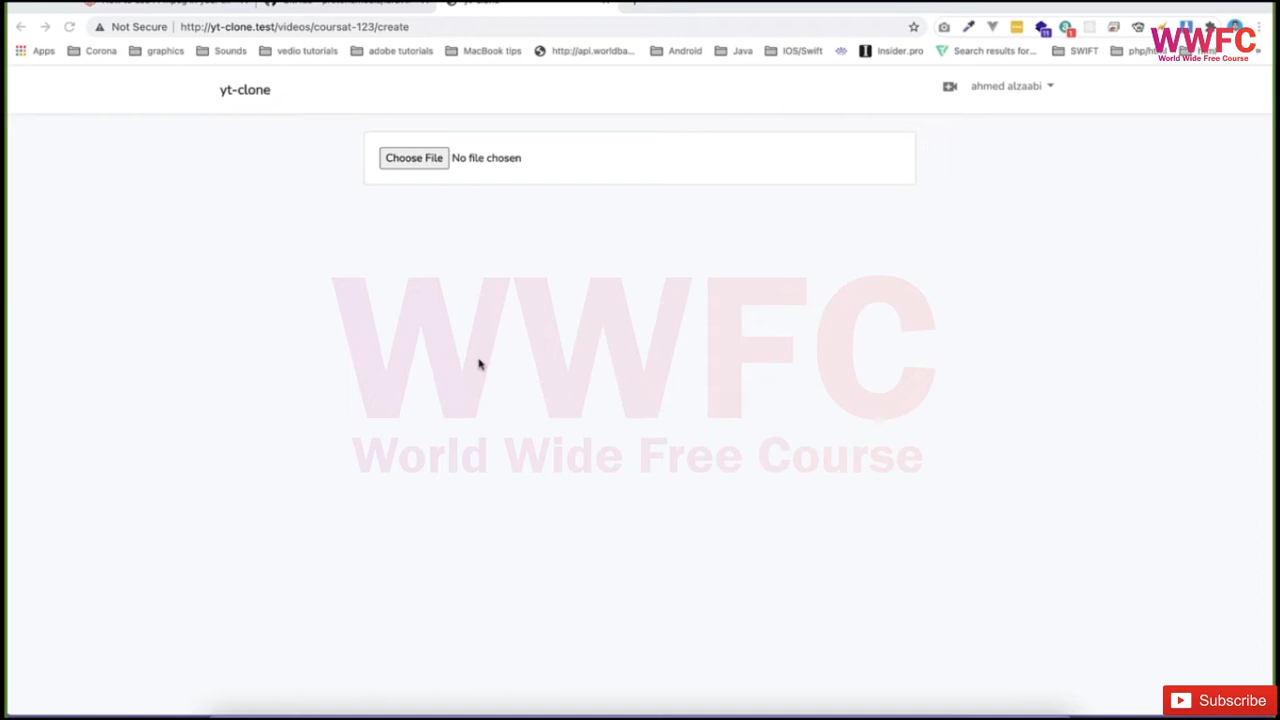 Not Secure | http://yt-clone.test/videos/coursat-123/create
Apps Corona graphics Sounds vedio tutorials adobe tutorials MacBook tips http://api.worldba... Android Java IOS/Swift Insider.pro Search results for... SWIFT
WWFC
World Wide Free Course
yt-clone
ahmed alzaabi
Choose File No file chosen
WWFC
World Wide Free Course
Subscribe